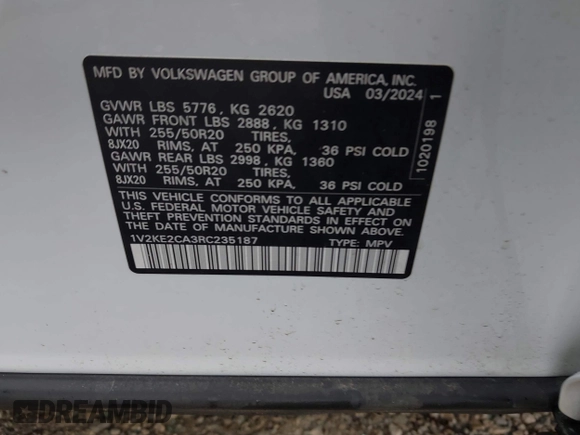 MFD BY VOLKSWAGEN GROUP OF AMERICA, INC.
USA 03/2024
GVWR LBS 5776, KG 2620
GAWR FRONT LBS 2888, KG 1310
WITH 255/50R20 TIRES,
8JX20 RIMS, AT 250 KPA, 36 PSI COLD
GAWR REAR LBS 2998, KG 1360
WITH 255/50R20 TIRES,
8JX20 RIMS, AT 250 KPA, 36 PSI COLD
THIS VEHICLE CONFORMS TO ALL APPLICABLE
U.S. FEDERAL MOTOR VEHICLE SAFETY AND
THEFT PREVENTION STANDARDS IN EFFECT ON
THE DATE OF MANUFACTURE SHOWN ABOVE.
1V2KE2CA3RC235187 TYPE: MPV
1020198 1
DREAMBID